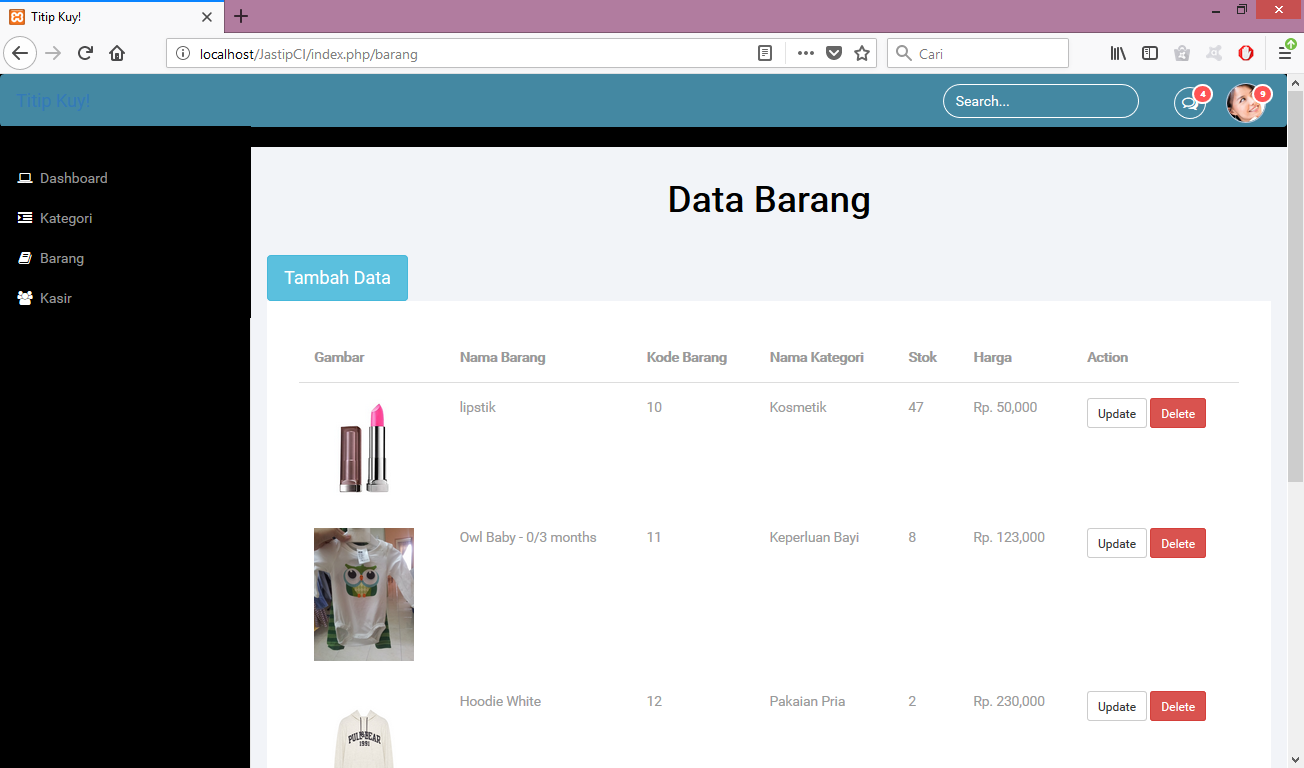 Titip Kuy!
localhost/JastipCI/index.php/barang
Cari
Titip Kuy!
Search...
4
9
Dashboard
Kategori
Barang
Kasir
Data Barang
Tambah Data
Gambar Nama Barang Kode Barang Nama Kategori Stok Harga Action
lipstik 10 Kosmetik 47 Rp. 50,000 Update Delete
Owl Baby - 0/3 months 11 Keperluan Bayi 8 Rp. 123,000 Update Delete
Hoodie White 12 Pakaian Pria 2 Rp. 230,000 Update Delete
PULL&BEAR
1991